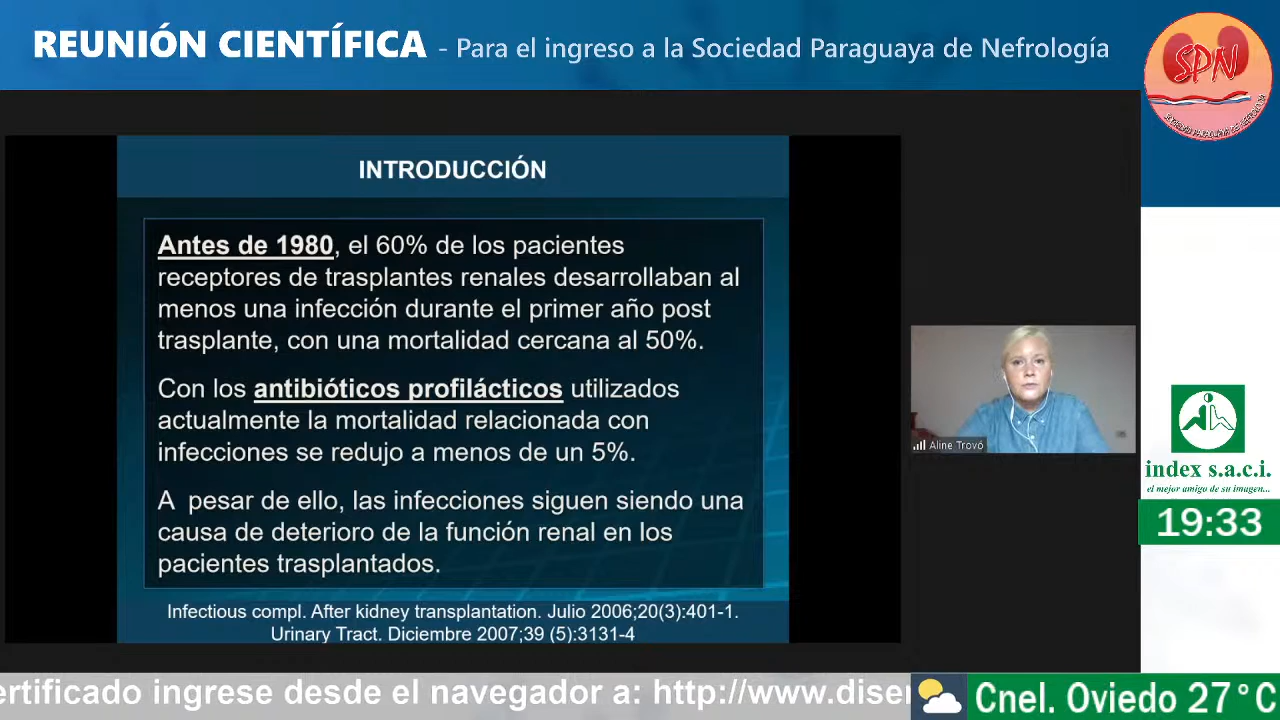 REUNIÓN CIENTÍFICA - Para el ingreso a la Sociedad Paraguaya de Nefrología
SPN
INTRODUCCIÓN
Antes de 1980, el 60% de los pacientes
receptores de trasplantes renales desarrollaban al
menos una infección durante el primer año post
trasplante, con una mortalidad cercana al 50%.
Con los antibióticos profilácticos utilizados
actualmente la mortalidad relacionada con
infecciones se redujo a menos de un 5%.
A pesar de ello, las infecciones siguen siendo una
causa de deterioro de la función renal en los
pacientes trasplantados.
Infectious compl. After kidney transplantation. Julio 2006;20(3):401-1.
Urinary Tract. Diciembre 2007;39 (5):3131-4
Aline Trovó
index s.a.c.i.
el mejor amigo de su imagen...
19:33
ertificado ingrese desde el navegador a: http://www.diser
Cnel. Oviedo 27°C